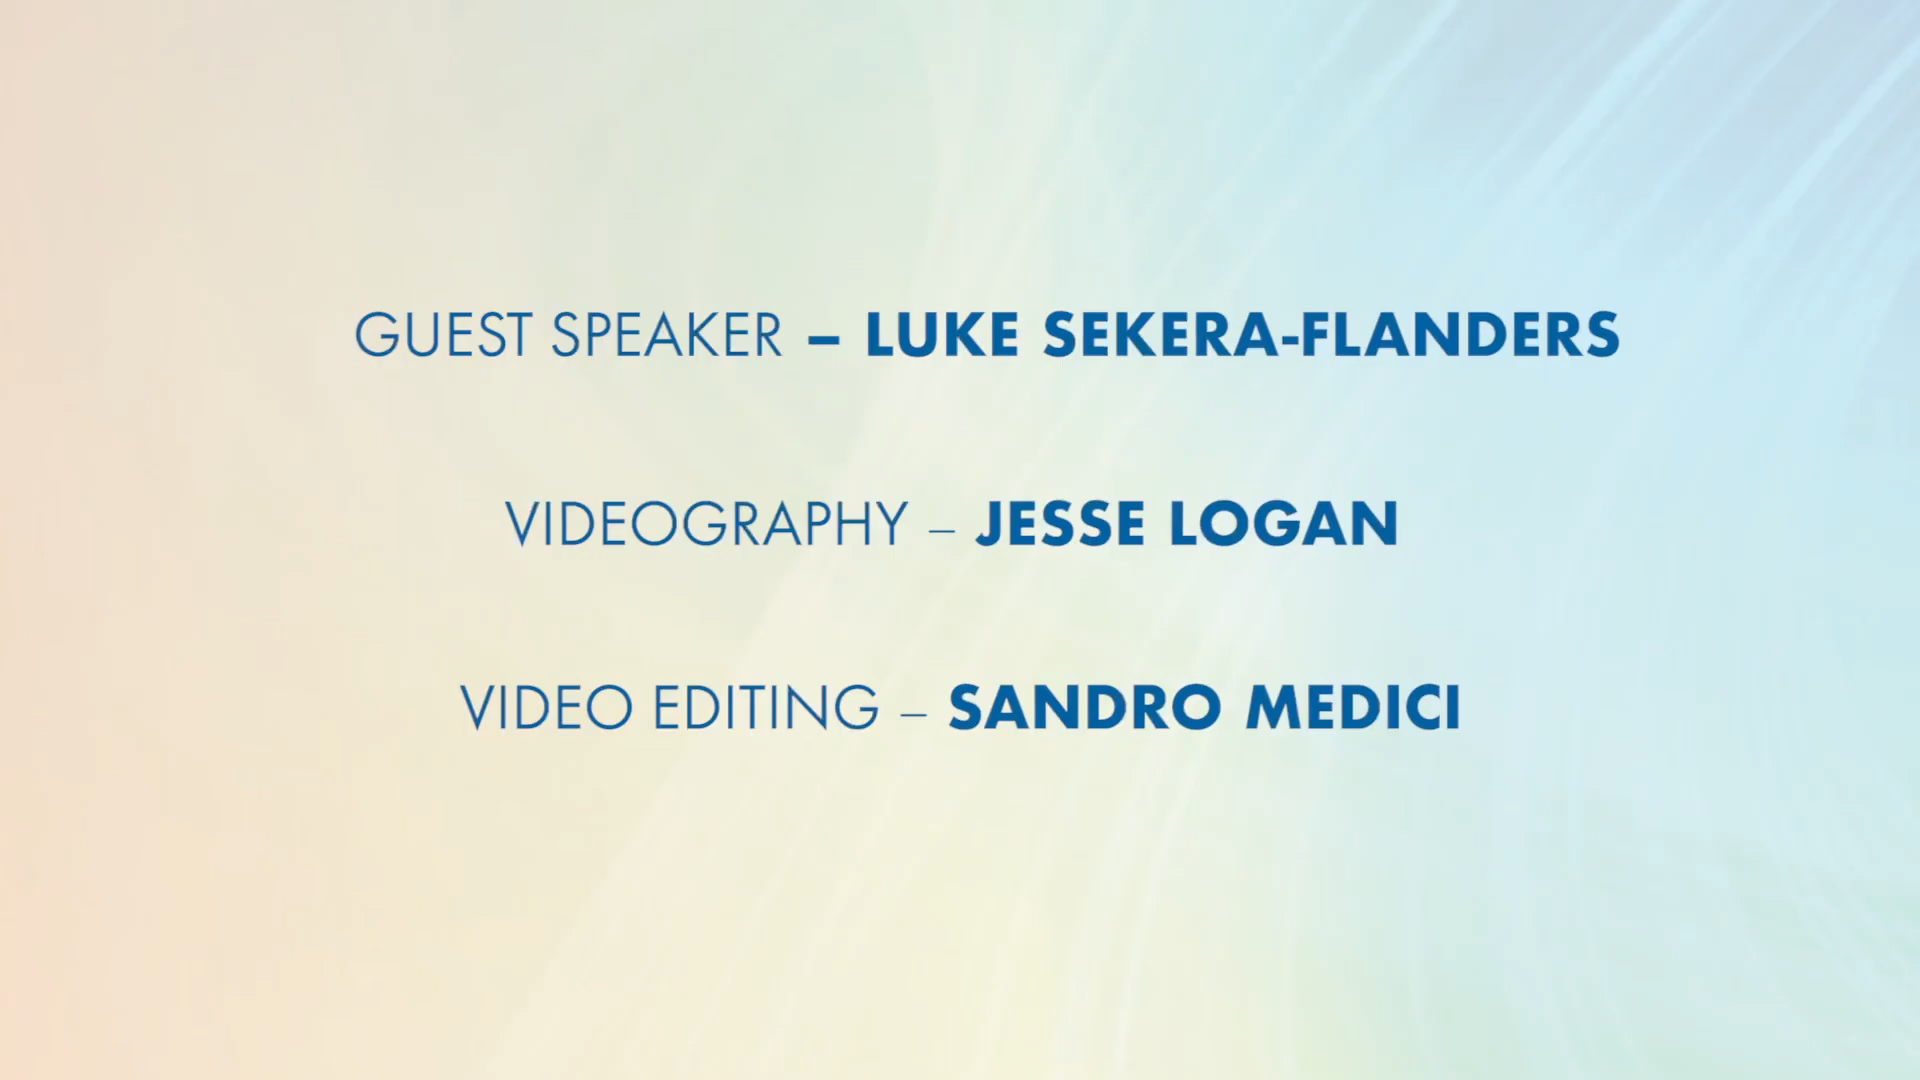 GUEST SPEAKER – LUKE SEKERA-FLANDERS
VIDEOGRAPHY – JESSE LOGAN
VIDEO EDITING – SANDRO MEDICI